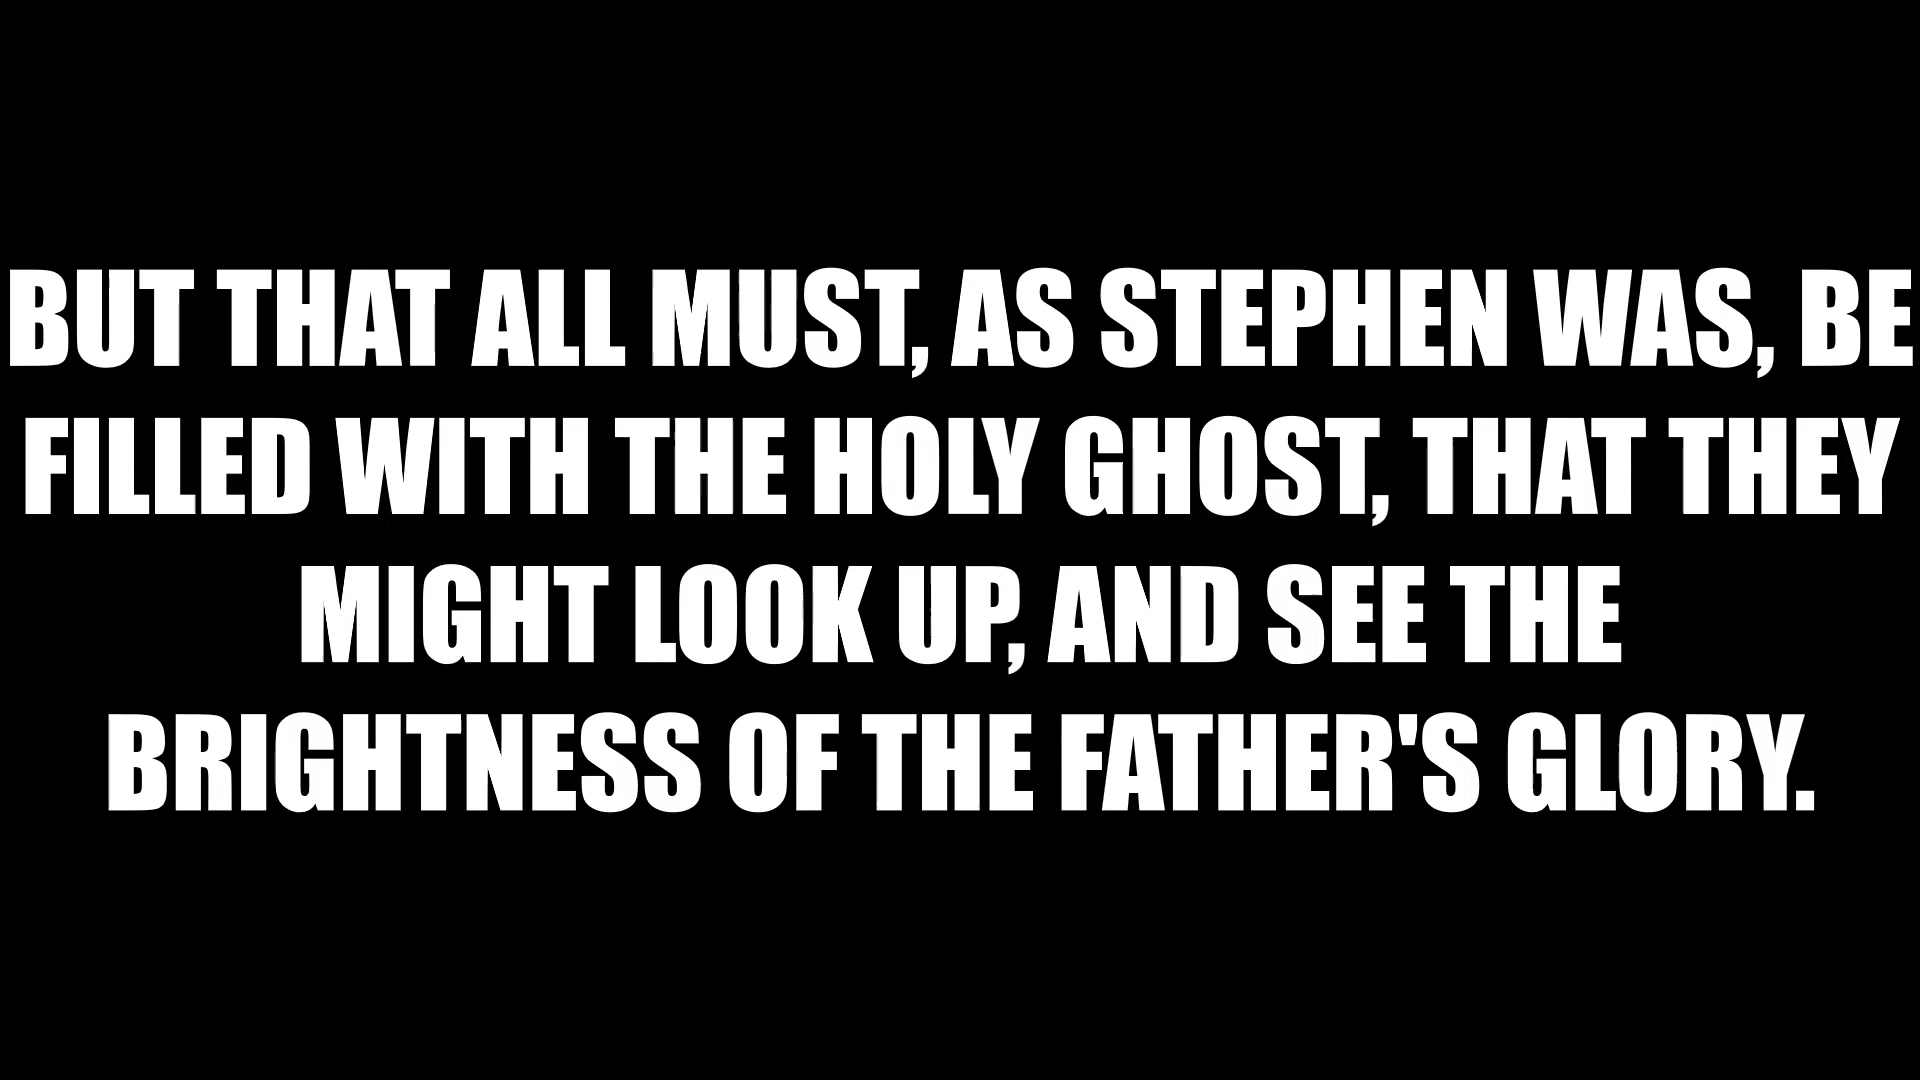 BUT THAT ALL MUST, AS STEPHEN WAS, BE
FILLED WITH THE HOLY GHOST, THAT THEY
MIGHT LOOK UP, AND SEE THE
BRIGHTNESS OF THE FATHER'S GLORY.